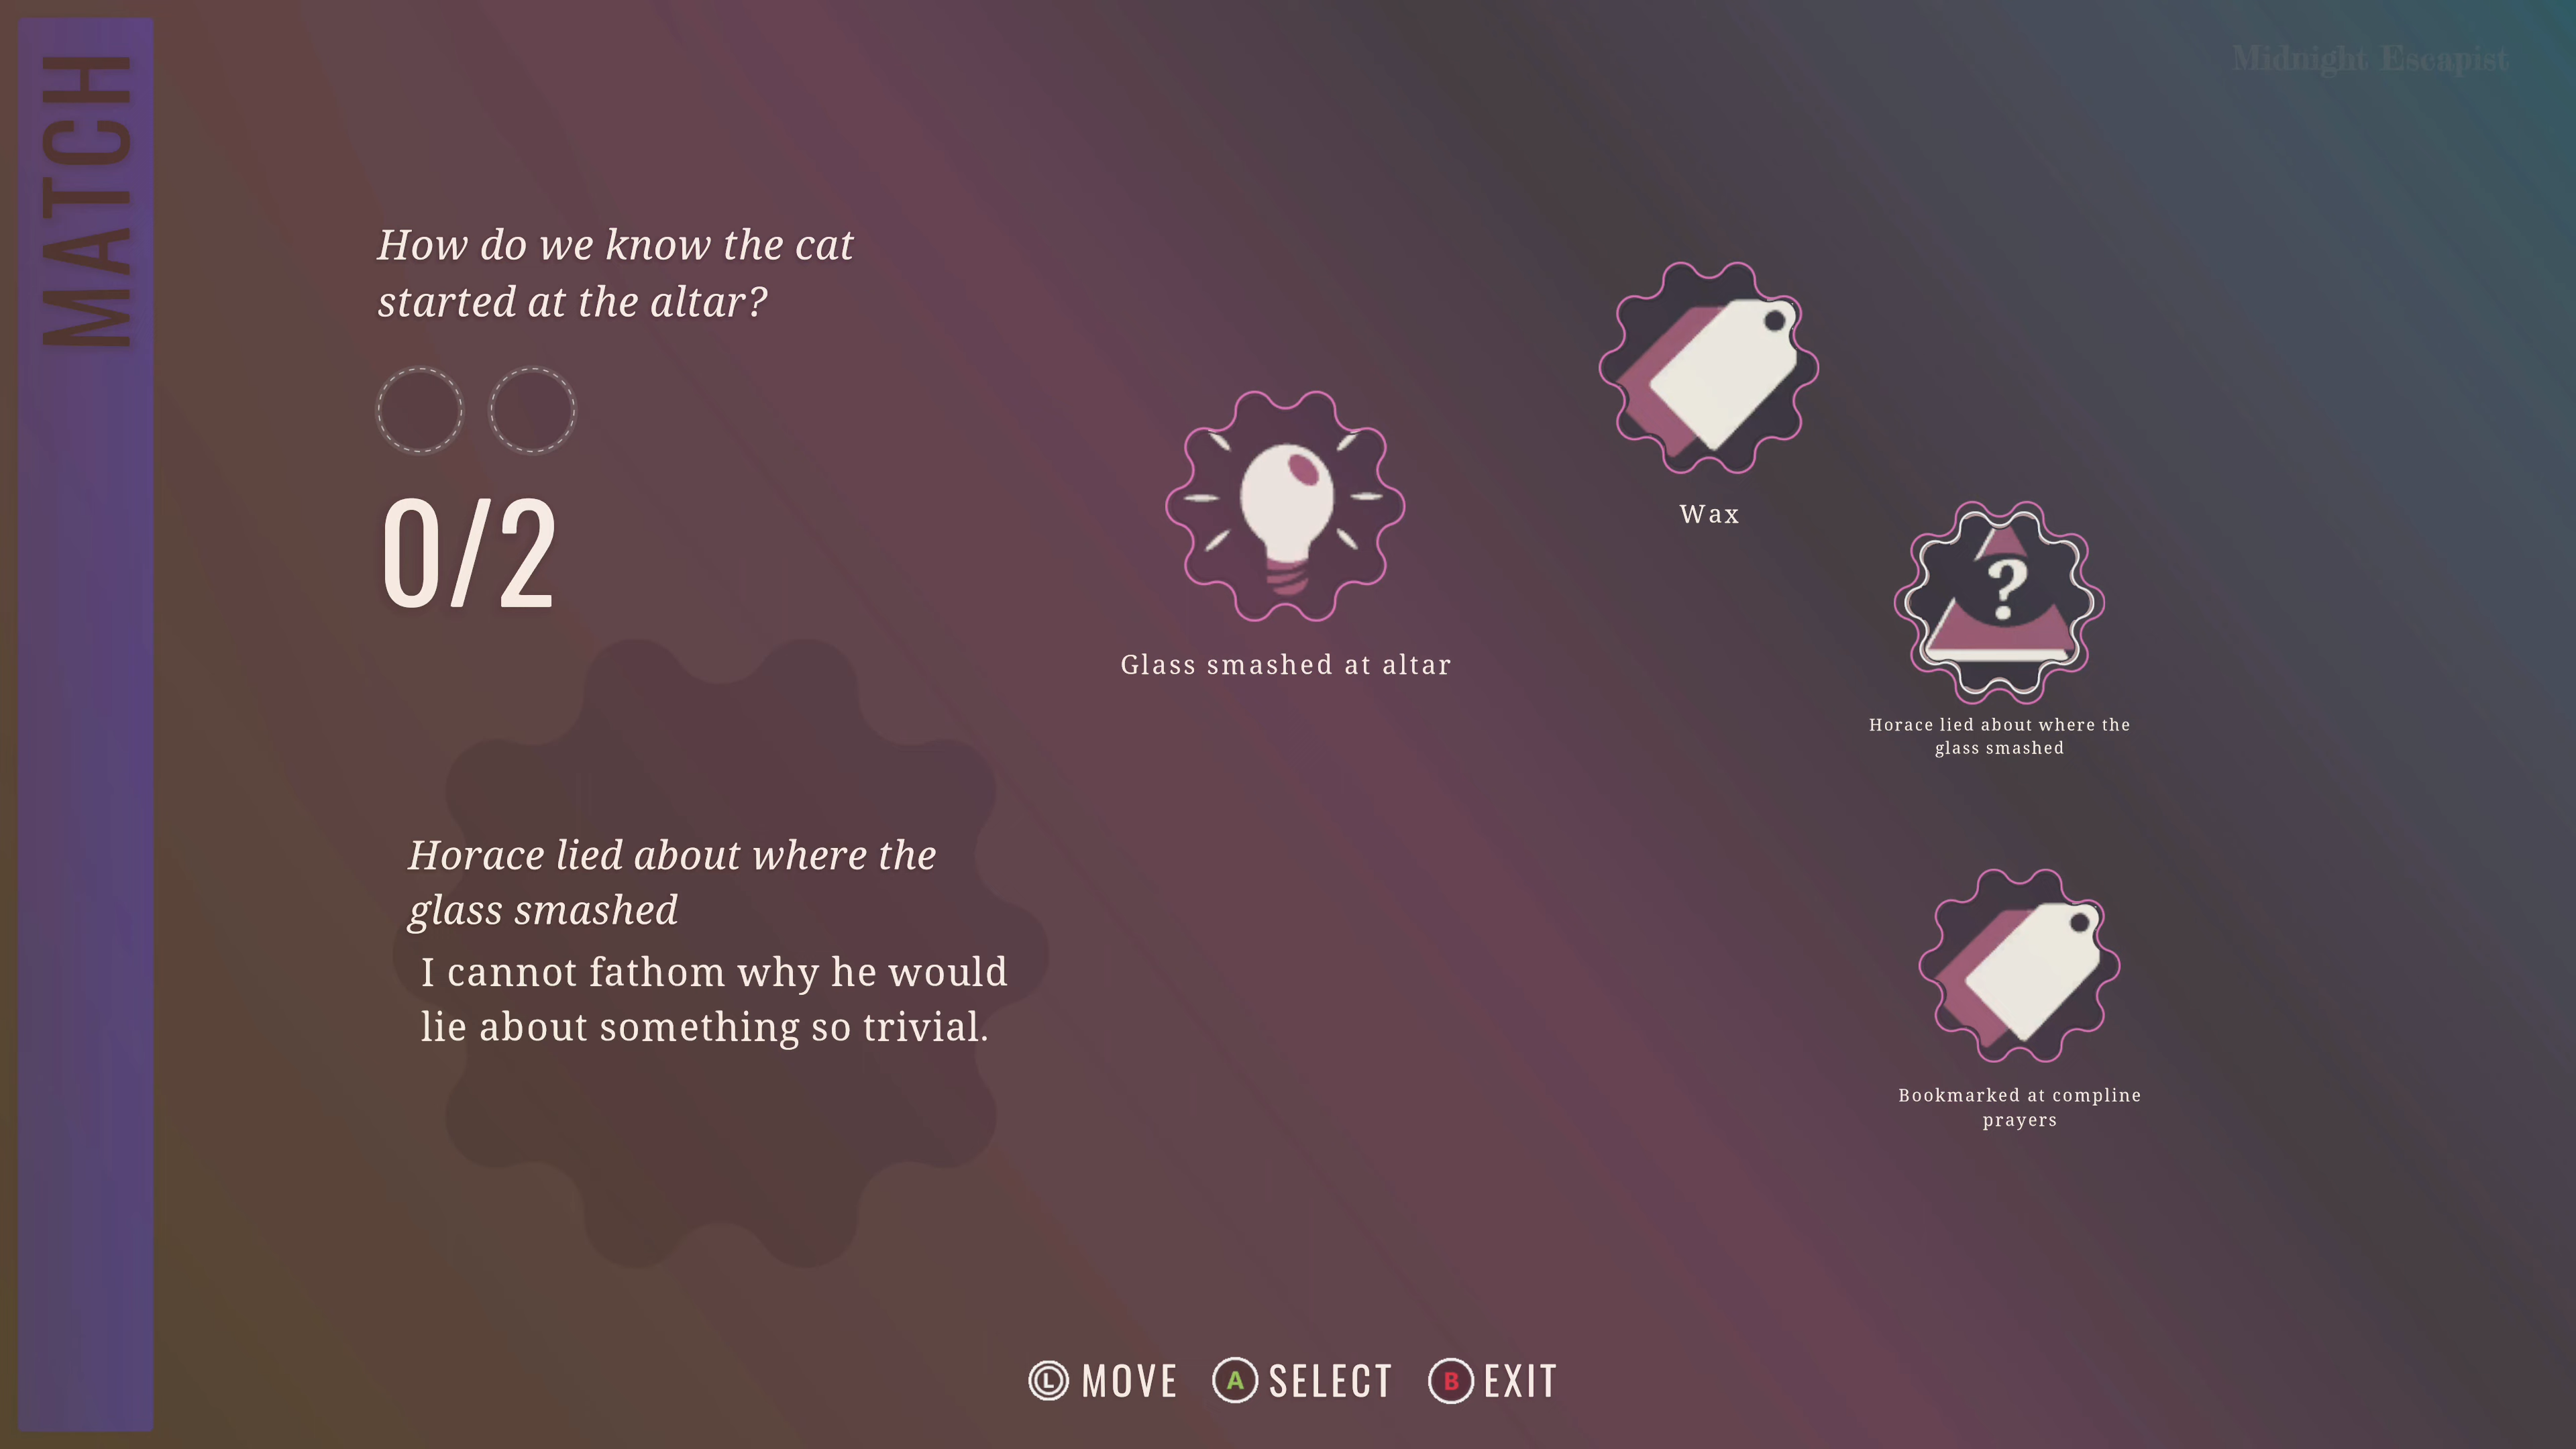 MATCH
Midnight Escapist
How do we know the cat
started at the altar?
0/2
Glass smashed at altar
Wax
?
Horace lied about where the
glass smashed
Bookmarked at compline
prayers
Horace lied about where the
glass smashed
I cannot fathom why he would
lie about something so trivial.
L MOVE A SELECT B EXIT